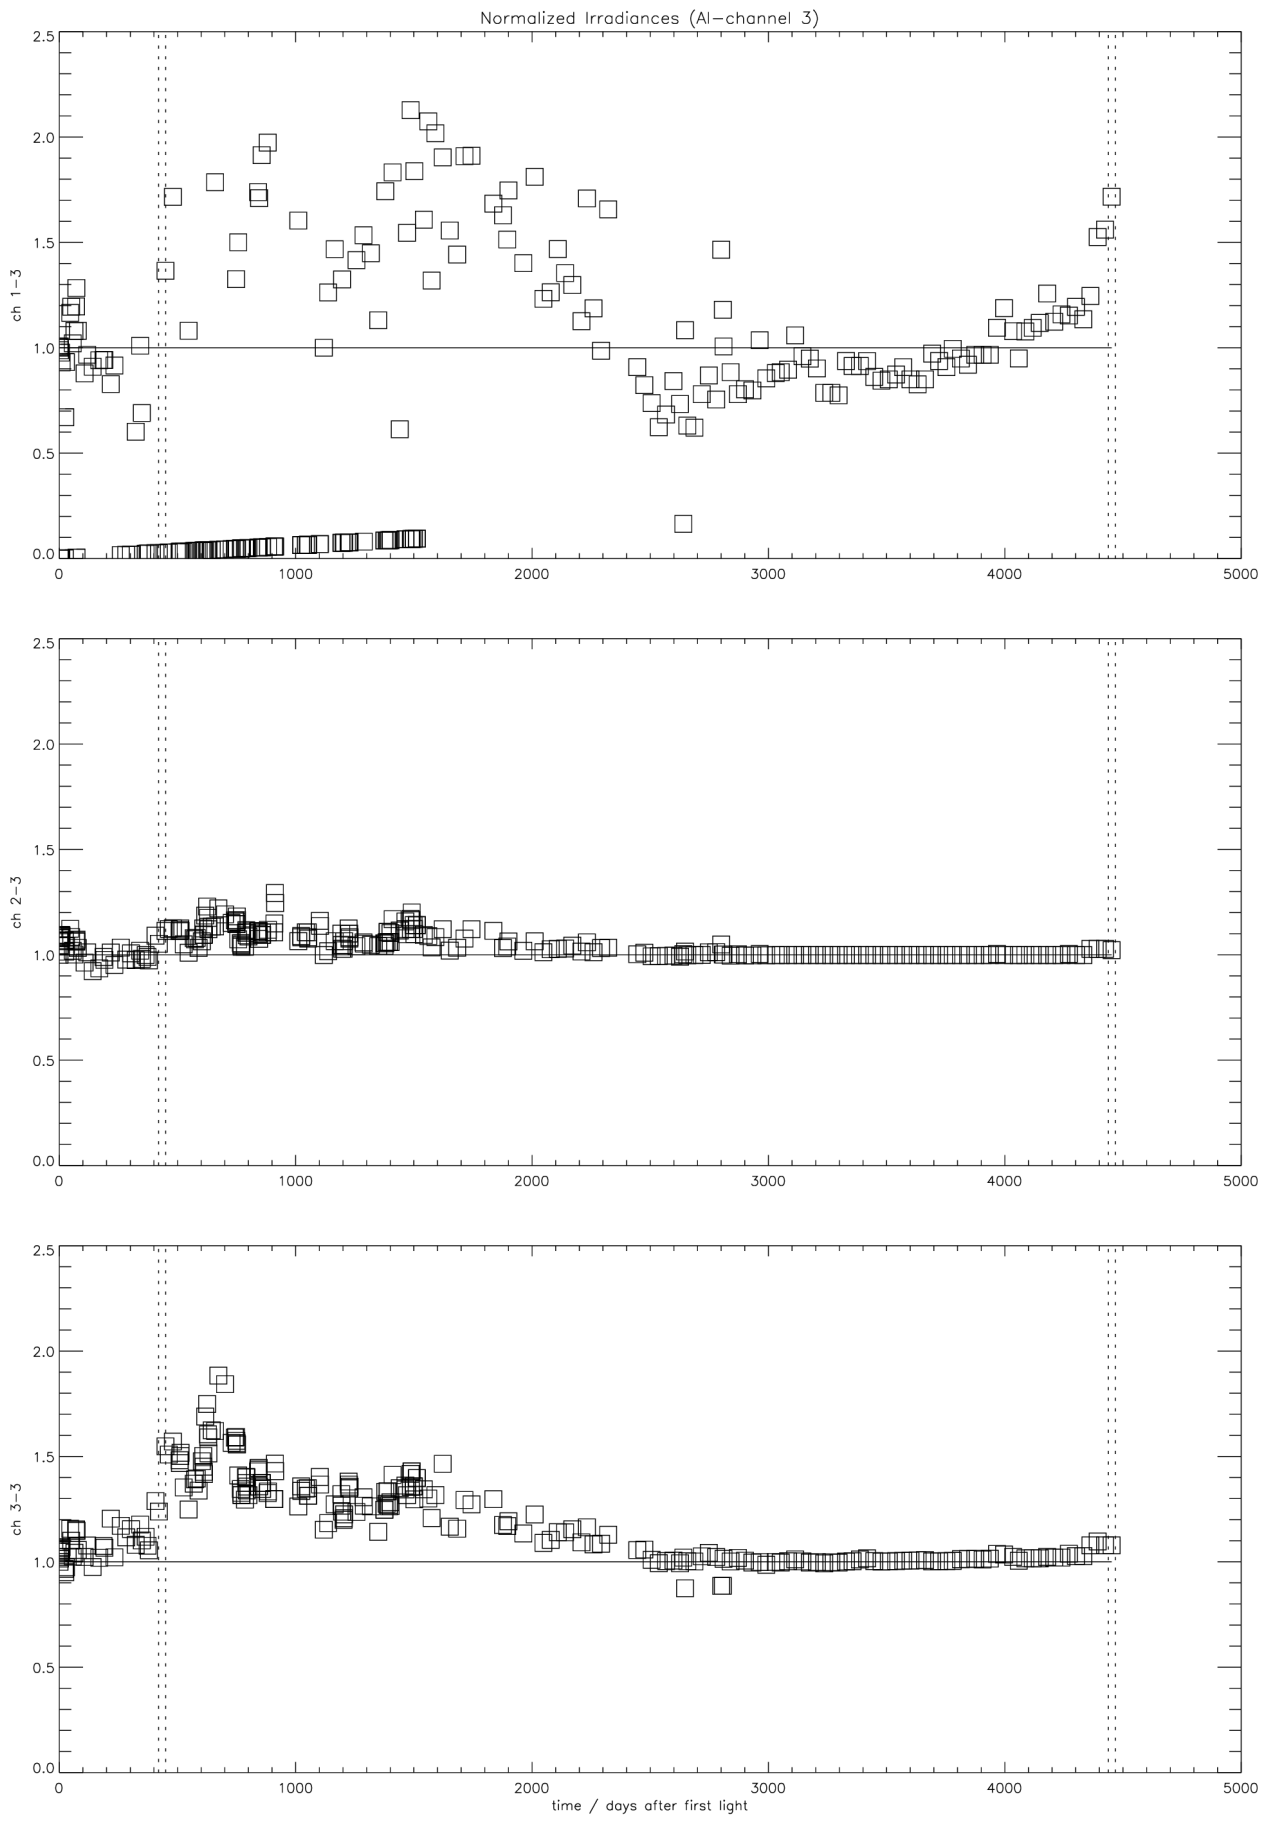 Normalized Irradiances (Al-channel 3)
2.5
2.0
1.5
1.0
0.5
0.0
ch 1-3
0 1000 2000 3000 4000 5000
2.5
2.0
1.5
1.0
0.5
0.0
ch 2-3
0 1000 2000 3000 4000 5000
2.5
2.0
1.5
1.0
0.5
0.0
ch 3-3
0 1000 2000 3000 4000 5000
time / days after first light